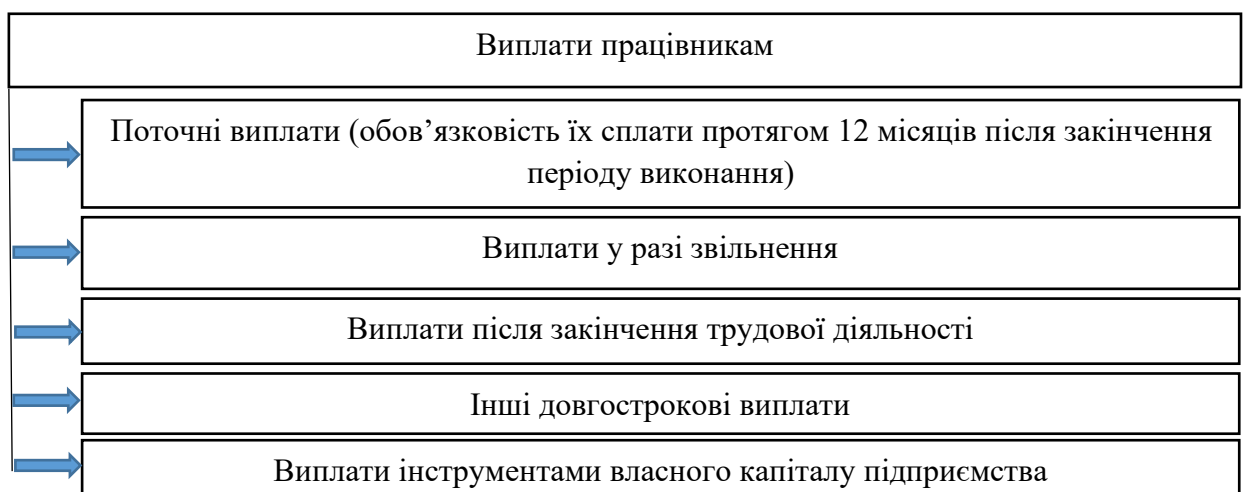 Виплати працівникам
Поточні виплати (обов’язковість їх сплати протягом 12 місяців після закінчення
періоду виконання)
Виплати у разі звільнення
Виплати після закінчення трудової діяльності
Інші довгострокові виплати
Виплати інструментами власного капіталу підприємства